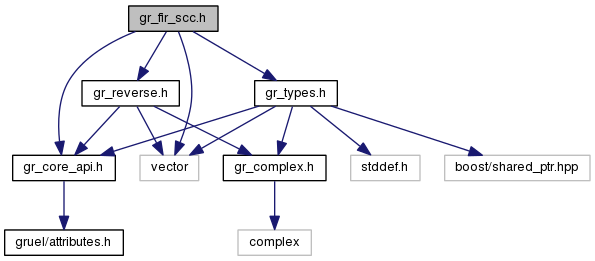 gr_fir_scc.h
gr_reverse.h
gr_types.h
gr_core_api.h
vector
gr_complex.h
stddef.h
boost/shared_ptr.hpp
gruel/attributes.h
complex